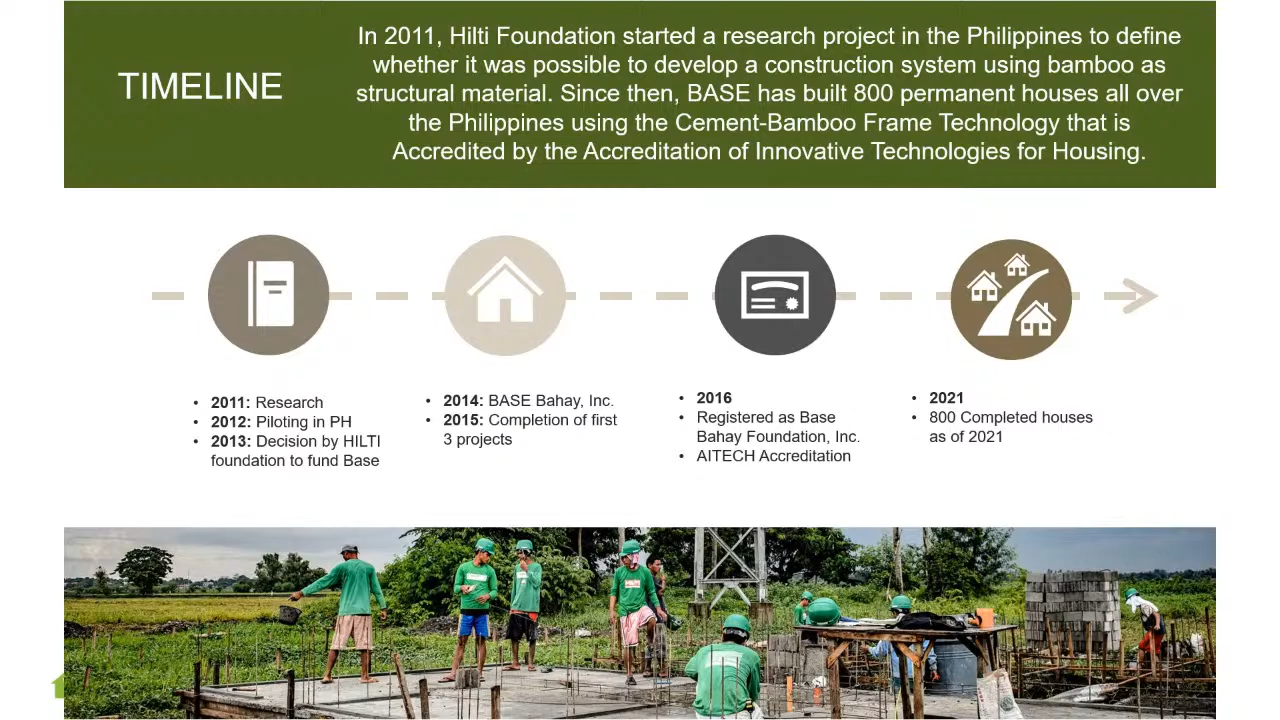 TIMELINE
In 2011, Hilti Foundation started a research project in the Philippines to define
whether it was possible to develop a construction system using bamboo as
structural material. Since then, BASE has built 800 permanent houses all over
the Philippines using the Cement-Bamboo Frame Technology that is
Accredited by the Accreditation of Innovative Technologies for Housing.
• 2011: Research
• 2012: Piloting in PH
• 2013: Decision by HILTI
foundation to fund Base
• 2014: BASE Bahay, Inc.
• 2015: Completion of first
3 projects
• 2016
• Registered as Base
Bahay Foundation, Inc.
• AITECH Accreditation
• 2021
• 800 Completed houses
as of 2021